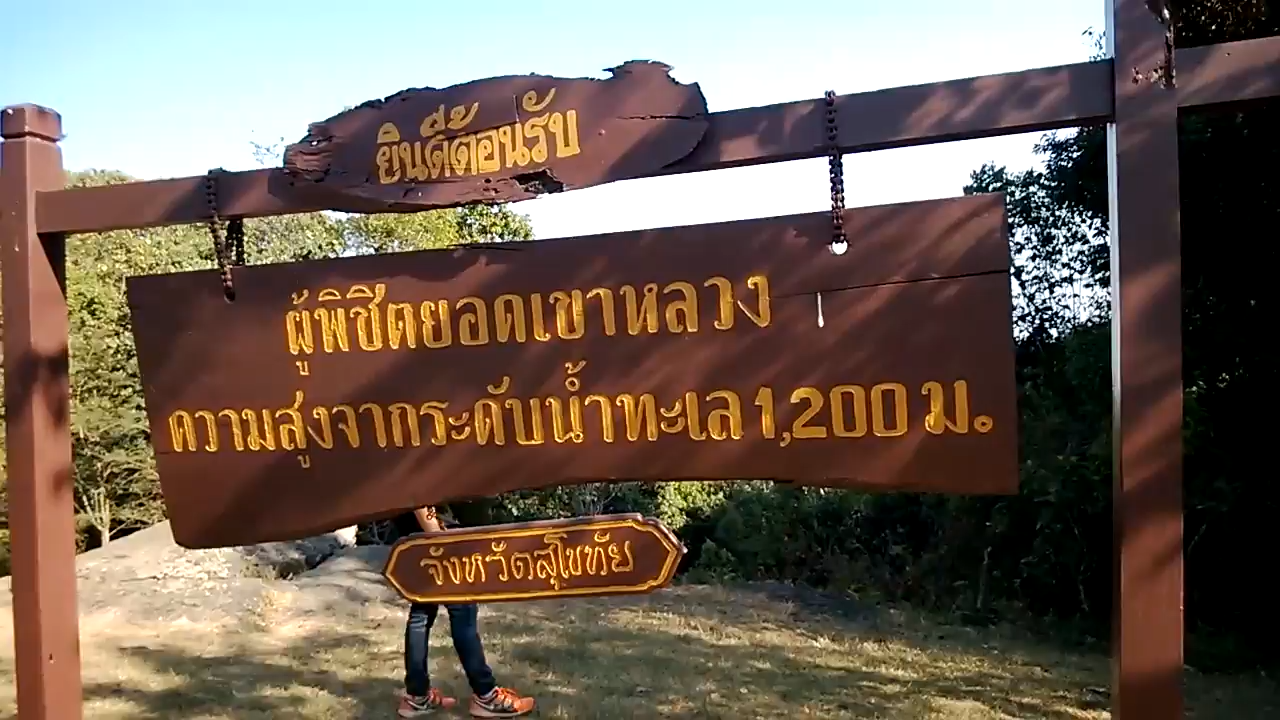 ยินดีต้อนรับ
ผู้พิชิตยอดเขาหลวง
ความสูงจากระดับน้ำทะเล 1,200 ม.
จังหวัดสุโขทัย